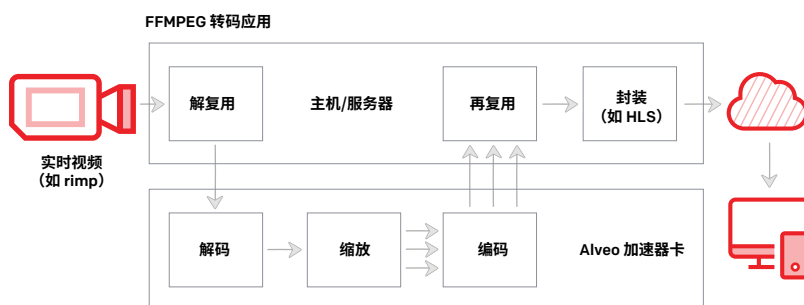 FFMPEG 转码应用
解复用
主机/服务器
再复用
封装
（如 HLS）
实时视频
（如 rimp）
解码
缩放
编码
Alveo 加速器卡